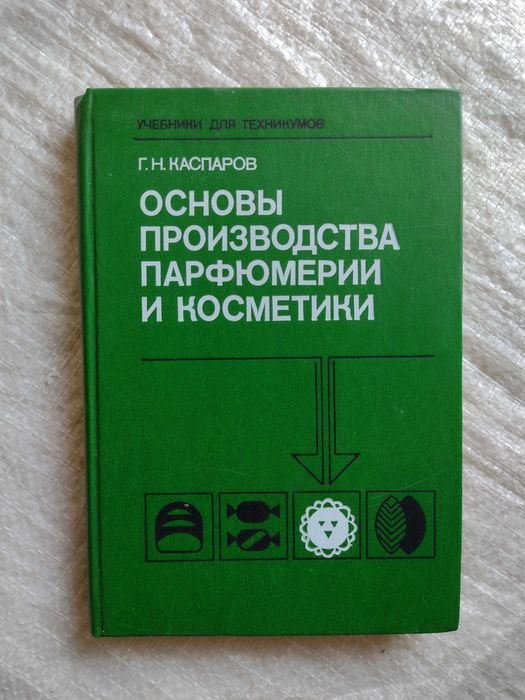 УЧЕБНИКИ ДЛЯ ТЕХНИКУМОВ
Г. Н. КАСПАРОВ
ОСНОВЫ
ПРОИЗВОДСТВА
ПАРФЮМЕРИИ
И КОСМЕТИКИ